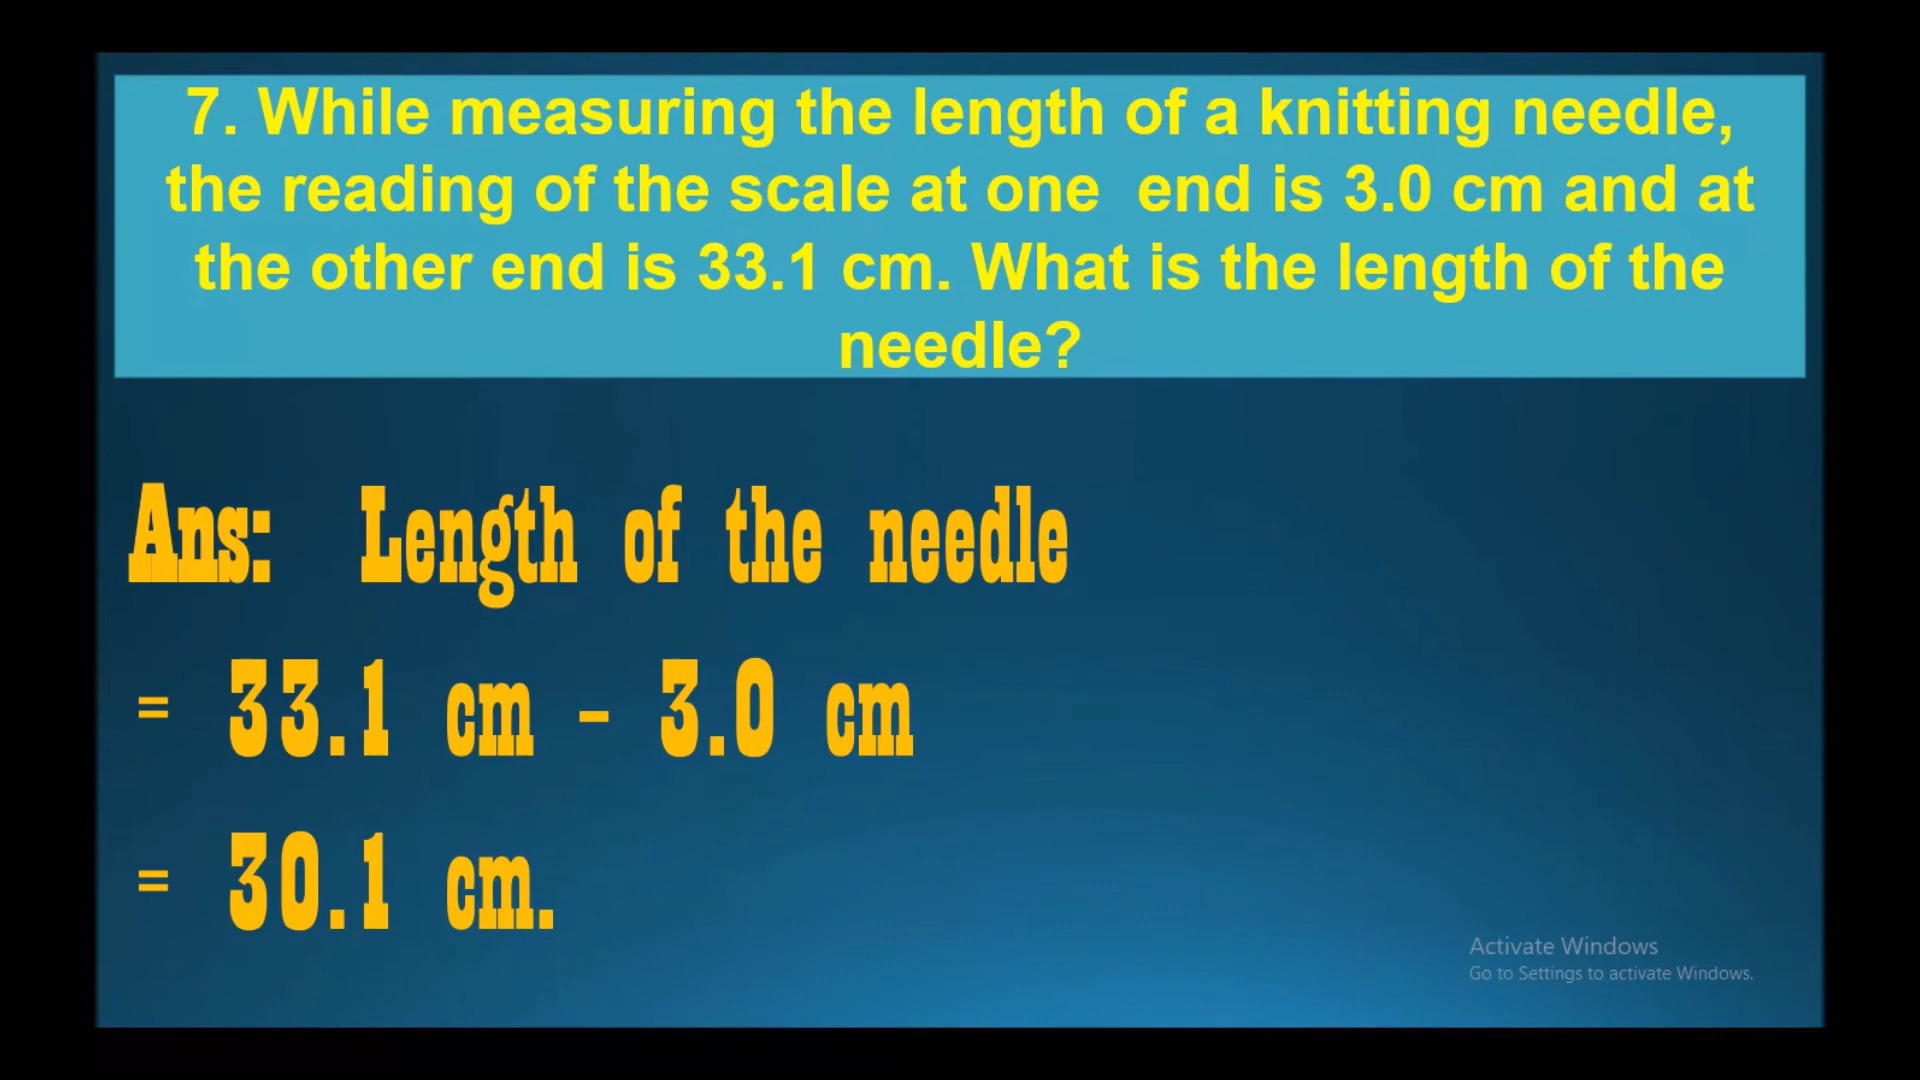 7. While measuring the length of a knitting needle,
the reading of the scale at one  end is 3.0 cm and at
the other end is 33.1 cm. What is the length of the
needle?
Ans: Length of the needle
= 33.1 cm - 3.0 cm
= 30.1 cm.
Activate Windows
Go to Settings to activate Windows.